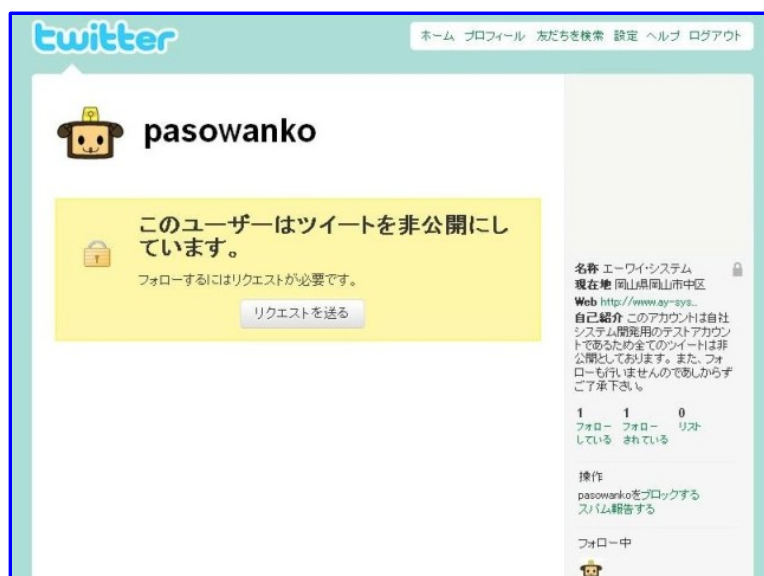 twitter
ホーム プロフィール 友だちを検索 設定 ヘルプ ログアウト
pasowanko
このユーザーはツイートを非公開にし
ています。
フォローするにはリクエストが必要です。
リクエストを送る
名称 エーワイ・システム
現在地 岡山県岡山市中区
Web http://www.ay-sys..
自己紹介 このアカウントは自社
システム開発用のテストアカウン
トであるため全てのツイートは非
公開としております。また、フォ
ローも行いませんのであしからず
ご了承下さい。
1 1 0
フォロー フォロー リスト
している されている
操作
pasowankoをブロックする
スパム報告する
フォロー中